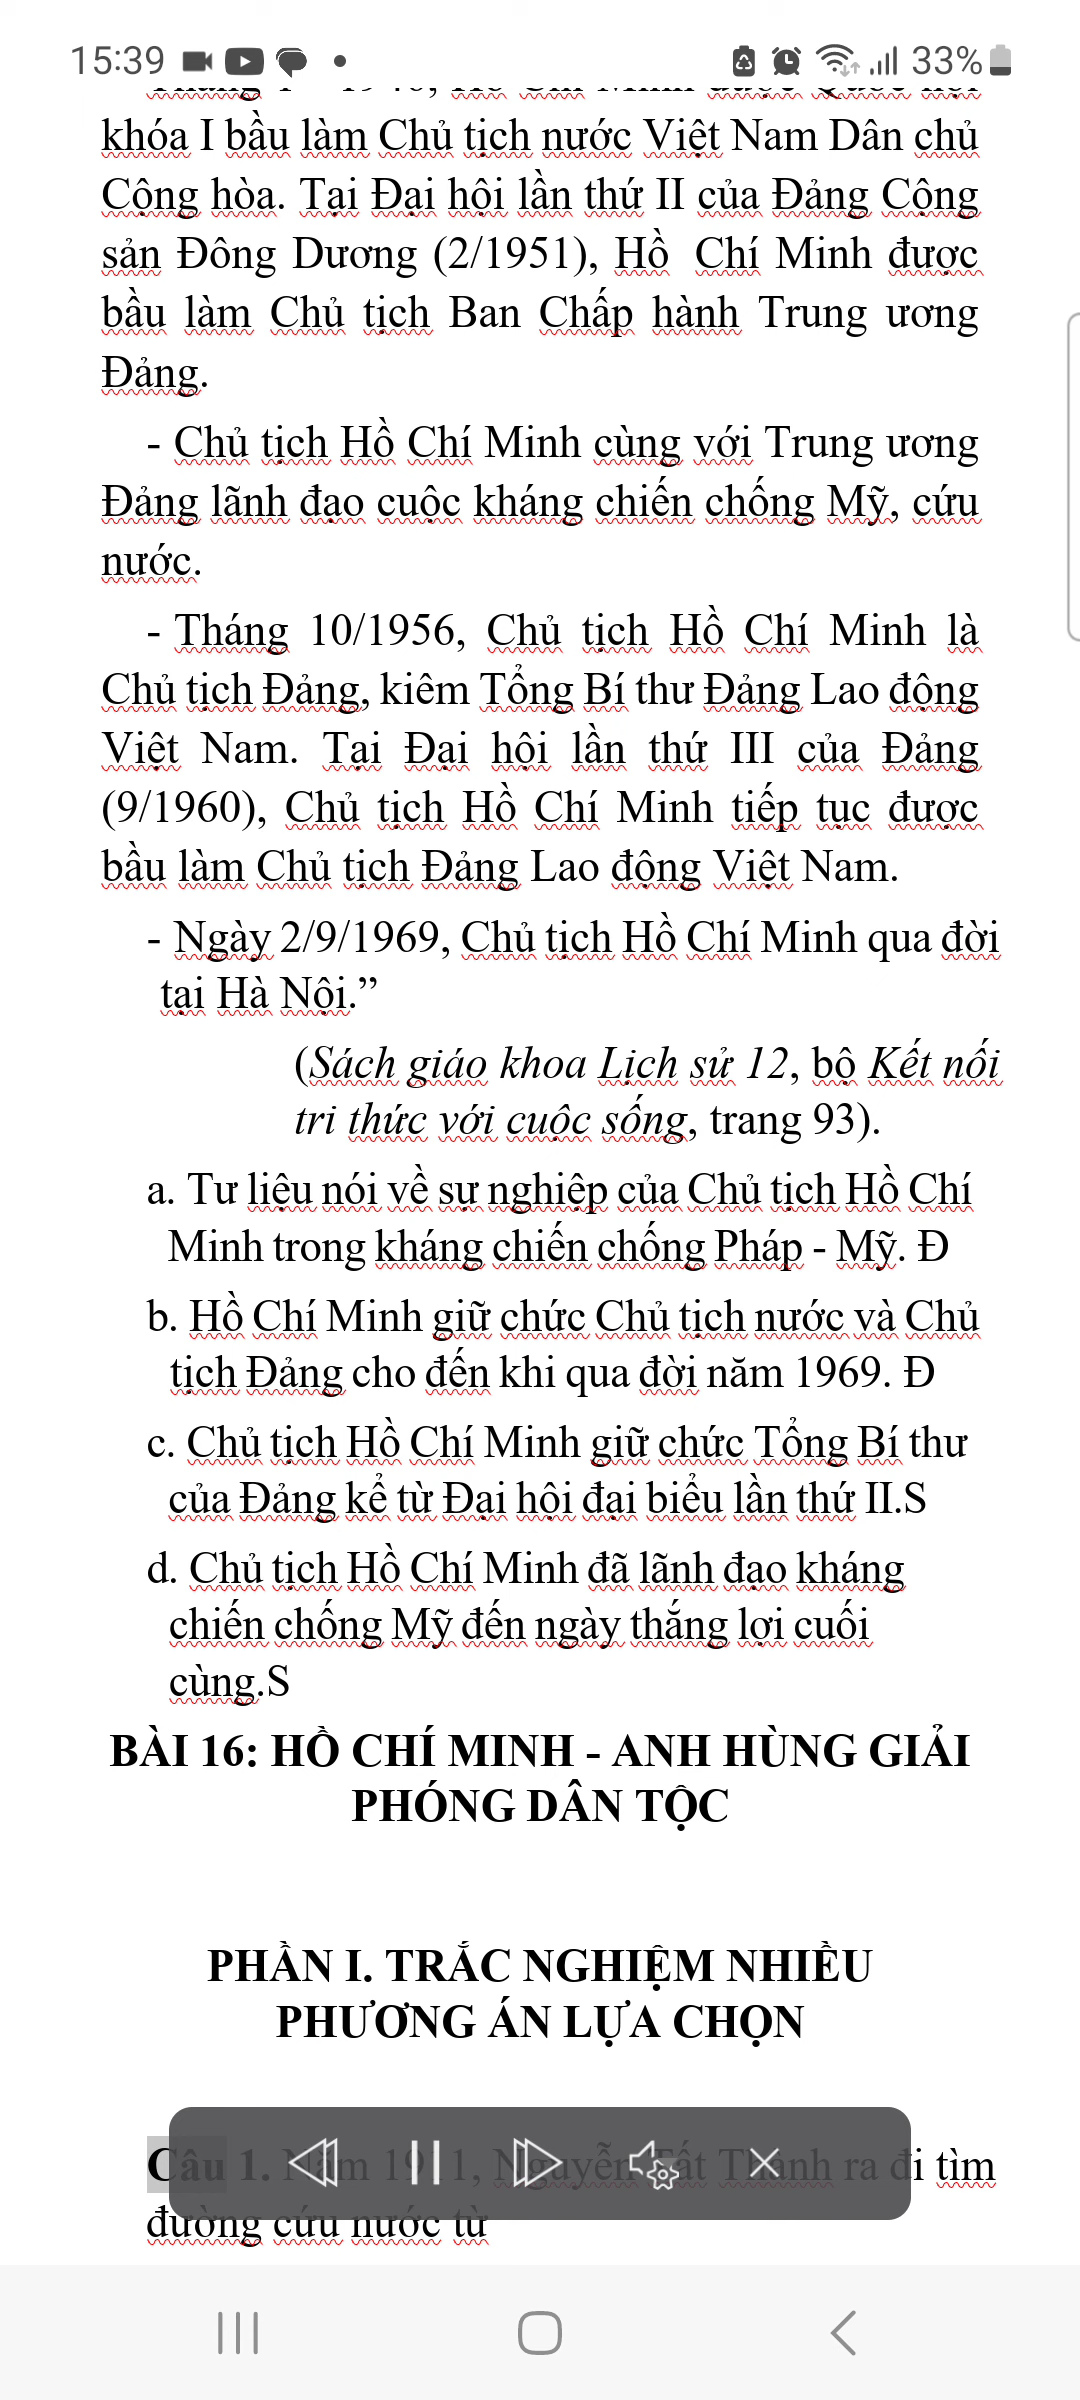 15:39 33%
khóa I bầu làm Chủ tịch nước Việt Nam Dân chủ
Cộng hòa. Tại Đại hội lần thứ II của Đảng Cộng
sản Đông Dương (2/1951), Hồ Chí Minh được
bầu làm Chủ tịch Ban Chấp hành Trung ương
Đảng.
- Chủ tịch Hồ Chí Minh cùng với Trung ương
Đảng lãnh đạo cuộc kháng chiến chống Mỹ, cứu
nước.
- Tháng 10/1956, Chủ tịch Hồ Chí Minh là
Chủ tịch Đảng, kiêm Tổng Bí thư Đảng Lao động
Việt Nam. Tại Đại hội lần thứ III của Đảng
(9/1960), Chủ tịch Hồ Chí Minh tiếp tục được
bầu làm Chủ tịch Đảng Lao động Việt Nam.
- Ngày 2/9/1969, Chủ tịch Hồ Chí Minh qua đời
tại Hà Nội.”
(Sách giáo khoa Lịch sử 12, bộ Kết nối
tri thức với cuộc sống, trang 93).
a. Tư liệu nói về sự nghiệp của Chủ tịch Hồ Chí
Minh trong kháng chiến chống Pháp - Mỹ. Đ
b. Hồ Chí Minh giữ chức Chủ tịch nước và Chủ
tịch Đảng cho đến khi qua đời năm 1969. Đ
c. Chủ tịch Hồ Chí Minh giữ chức Tổng Bí thư
của Đảng kể từ Đại hội đại biểu lần thứ II.S
d. Chủ tịch Hồ Chí Minh đã lãnh đạo kháng
chiến chống Mỹ đến ngày thắng lợi cuối
cùng.S
BÀI 16: HỒ CHÍ MINH - ANH HÙNG GIẢI
PHÓNG DÂN TỘC
PHẦN I. TRẮC NGHIỆM NHIỀU
PHƯƠNG ÁN LỰA CHỌN
Câu 1. Năm 1911, Nguyễn Tất Thành ra đi tìm
đường cứu nước từ